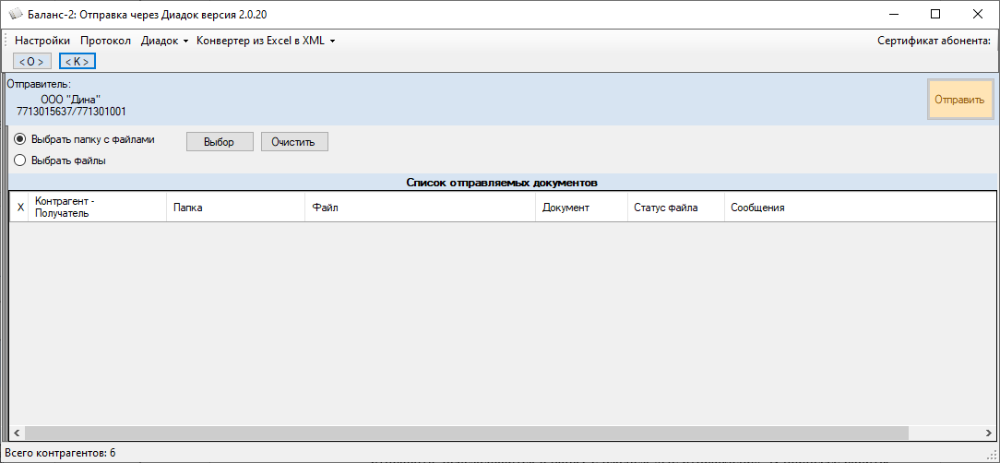 Баланс-2: Отправка через Диадок версия 2.0.20
Настройки Протокол Диадок Конвертер из Excel в XML Сертификат абонента:
< О > < К >
Отправитель:
ООО "Дина"
7713015637/771301001
Отправить
Выбрать папку с файлами Выбор Очистить
Выбрать файлы
Список отправляемых документов
X Контрагент - Получатель Папка Файл Документ Статус файла Сообщения
Всего контрагентов: 6